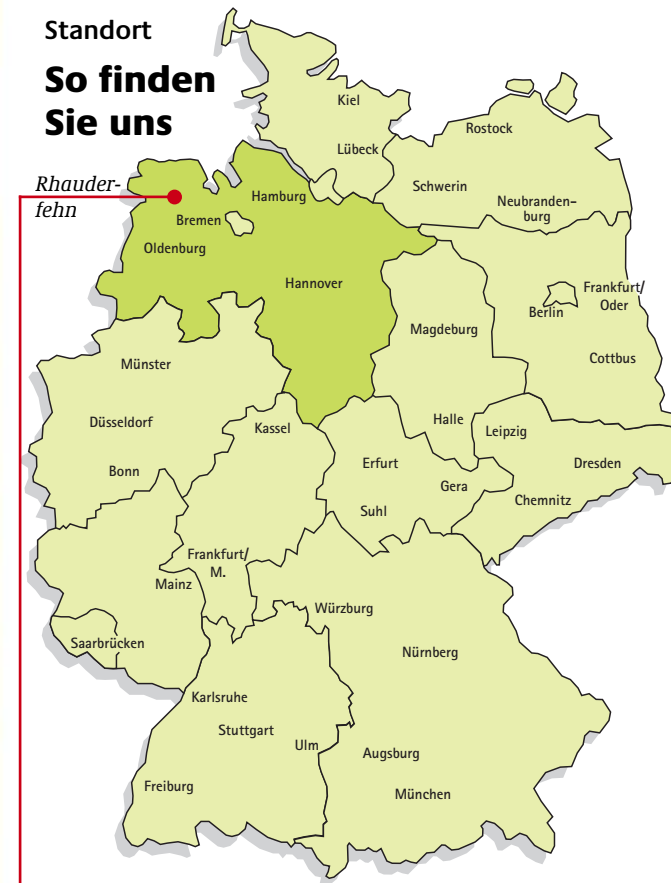 Standort
So finden
Sie uns
Kiel
Lübeck
Rostock
Schwerin
Neubranden-
burg
Rhauder-
fehn
Hamburg
Bremen
Oldenburg
Hannover
Magdeburg
Berlin
Frankfurt/
Oder
Cottbus
Münster
Düsseldorf
Bonn
Kassel
Halle
Leipzig
Erfurt
Gera
Suhl
Dresden
Chemnitz
Frankfurt/
M.
Mainz
Saarbrücken
Würzburg
Nürnberg
Karlsruhe
Stuttgart
Ulm
Freiburg
Augsburg
München